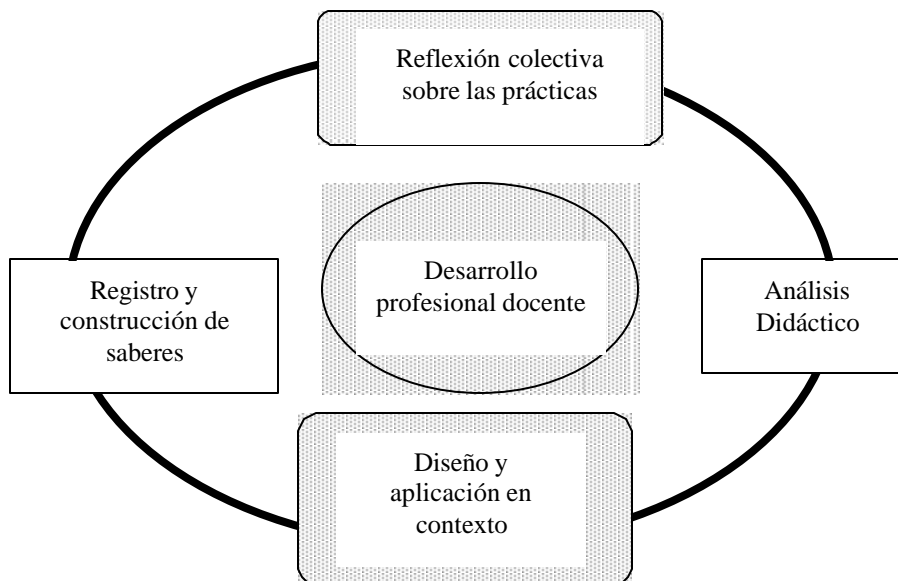 Reflexión colectiva
sobre las prácticas
Desarrollo
profesional docente
Registro y
construcción de
saberes
Análisis
Didáctico
Diseño y
aplicación en
contexto